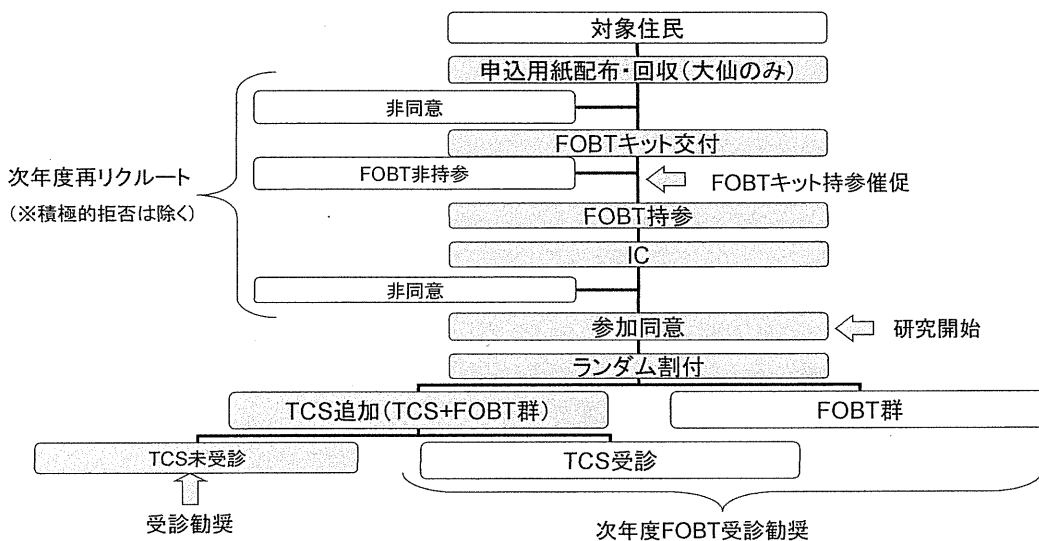 対象住民
申込用紙配布・回収(大仙のみ)
非同意
FOBTキット交付
次年度再リクルート
(※積極的拒否は除く)
FOBT非持参
FOBTキット持参催促
FOBT持参
IC
非同意
参加同意
研究開始
ランダム割付
TCS追加(TCS+FOBT群)
FOBT群
TCS未受診
TCS受診
受診勧奨
次年度FOBT受診勧奨